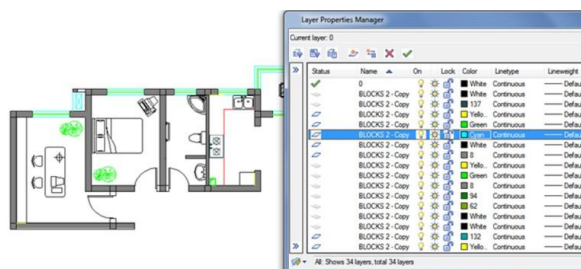 Layer Properties Manager
Current layer: 0
Status Name On Lock Color Linetype Lineweight
0 White Continuous Defau
BLOCKS 2 - Copy White Continuous Defau
BLOCKS 2 - Copy 137 Continuous Defau
BLOCKS 2 - Copy Yello... Continuous Defau
BLOCKS 2 - Copy Green Continuous Defau
BLOCKS 2 - Copy Cyan Continuous Defau
BLOCKS 2 - Copy White Continuous Defau
BLOCKS 2 - Copy 8 Continuous Defau
BLOCKS 2 - Copy Yello... Continuous Defau
BLOCKS 2 - Copy Green Continuous Defau
BLOCKS 2 - Copy 8 Continuous Defau
BLOCKS 2 - Copy 94 Continuous Defau
BLOCKS 2 - Copy 62 Continuous Defau
BLOCKS 2 - Copy White Continuous Defau
BLOCKS 2 - Copy White Continuous Defau
BLOCKS 2 - Copy 132 Continuous Defau
BLOCKS 2 - Copy Yello... Continuous Defau
All: Shows 34 layers, total 34 layers